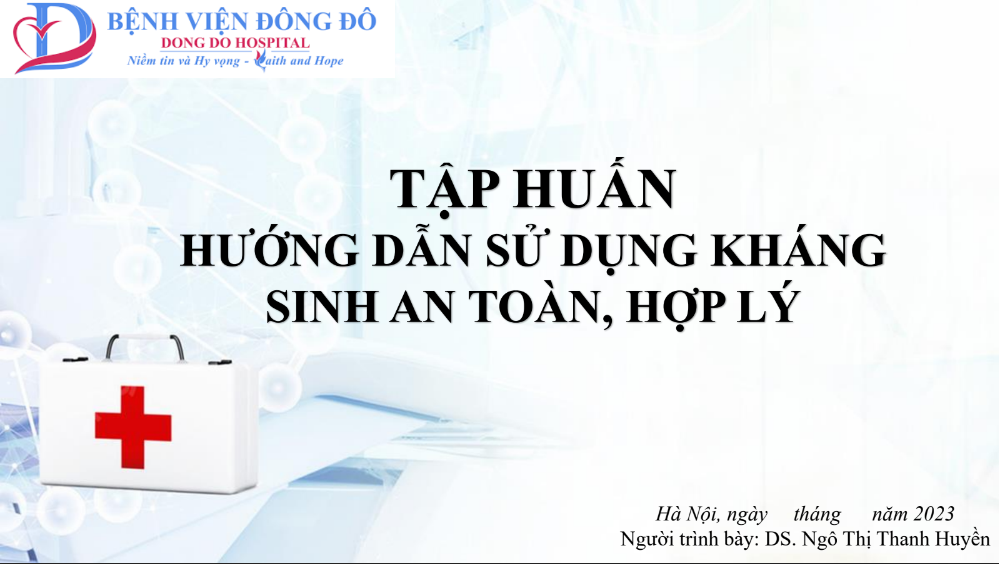 BỆNH VIỆN ĐÔNG ĐÔ
DONG DO HOSPITAL
Niềm tin và Hy vọng - Faith and Hope
TẬP HUẤN
HƯỚNG DẪN SỬ DỤNG KHÁNG
SINH AN TOÀN, HỢP LÝ
Hà Nội, ngày tháng năm 2023
Người trình bày: DS. Ngô Thị Thanh Huyền